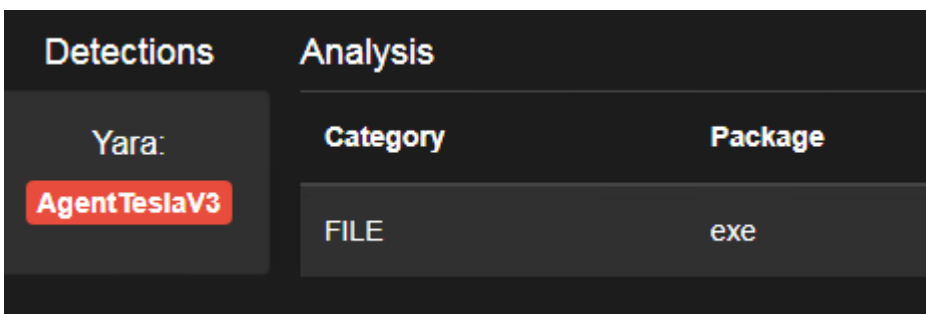 Detections
Yara:
AgentTeslaV3
Analysis
Category Package
FILE exe